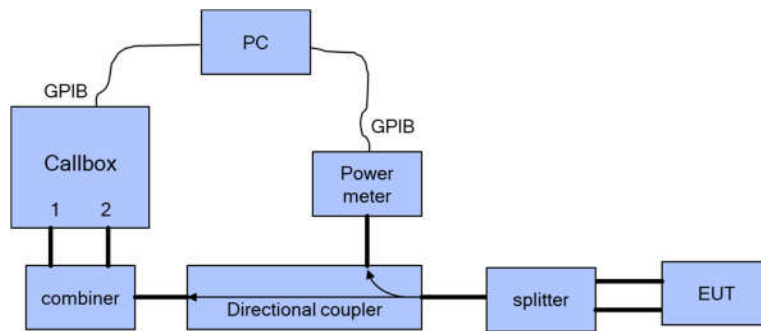 PC
GPIB
GPIB
Callbox
1 2
Power
meter
combiner
Directional coupler
splitter
EUT